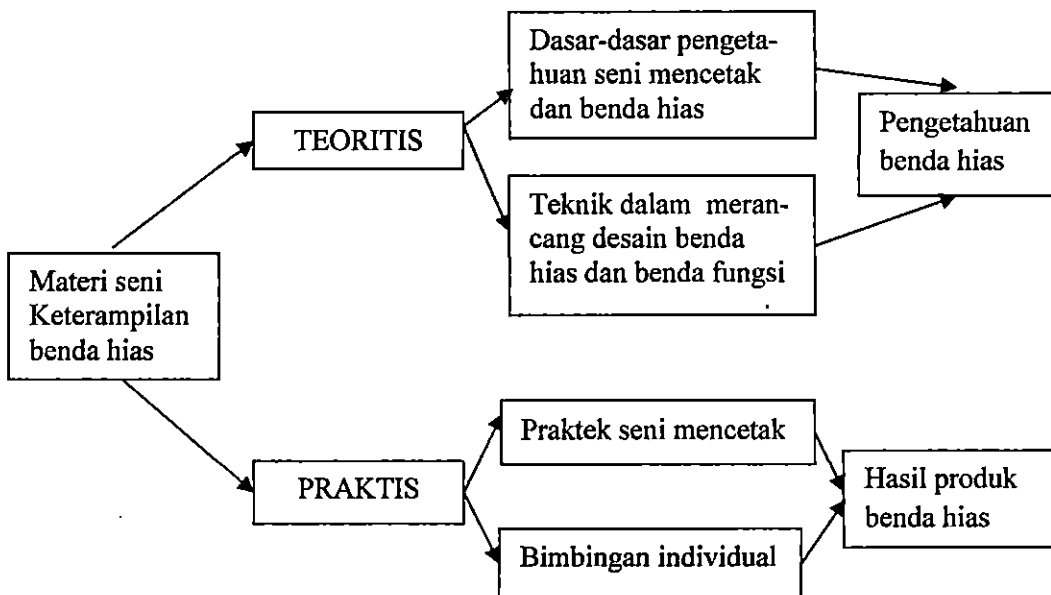 Dasar-dasar pengeta-
huan seni mencetak
dan benda hias
TEORITIS
Pengetahuan
benda hias
Teknik dalam meran-
cang desain benda
hias dan benda fungsi
Materi seni
Keterampilan
benda hias
Praktek seni mencetak
PRAKTIS
Hasil produk
benda hias
Bimbingan individual